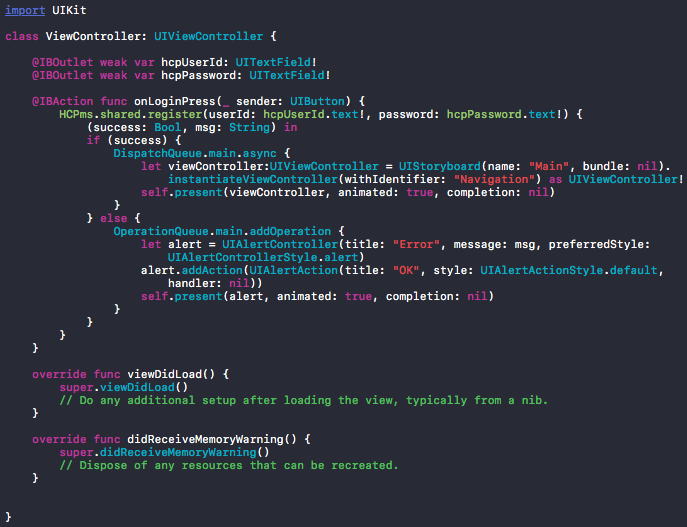 import UIKit
class ViewController: UIViewController {
@IBOutlet weak var hcpUserId: UITextField!
@IBOutlet weak var hcpPassword: UITextField!
@IBAction func onLoginPress(_ sender: UIButton) {
HCPms.shared.register(userId: hcpUserId.text!, password: hcpPassword.text!) {
(success: Bool, msg: String) in
if (success) {
DispatchQueue.main.async {
let viewController:UIViewController = UIStoryboard(name: "Main", bundle: nil).
instantiateViewController(withIdentifier: "Navigation") as UIViewController!
self.present(viewController, animated: true, completion: nil)
}
} else {
OperationQueue.main.addOperation {
let alert = UIAlertController(title: "Error", message: msg, preferredStyle:
UIAlertControllerStyle.alert)
alert.addAction(UIAlertAction(title: "OK", style: UIAlertActionStyle.default,
handler: nil))
self.present(alert, animated: true, completion: nil)
}
}
}
}
override func viewDidLoad() {
super.viewDidLoad()
// Do any additional setup after loading the view, typically from a nib.
}
override func didReceiveMemoryWarning() {
super.didReceiveMemoryWarning()
// Dispose of any resources that can be recreated.
}
}